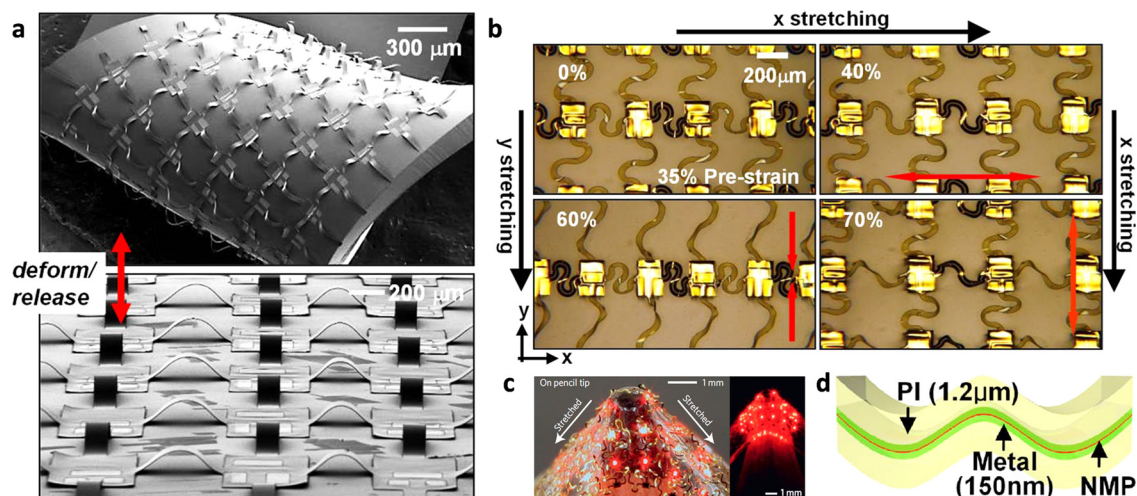 a
300 μm
deform/
release
200 μm
b
x stretching
0%
200μm
35% Pre-strain
40%
y stretching
x stretching
60%
70%
y
x
c
On pencil tip
1 mm
Stretched
Stretched
1 mm
d
PI (1.2μm)
Metal
(150nm)
NMP